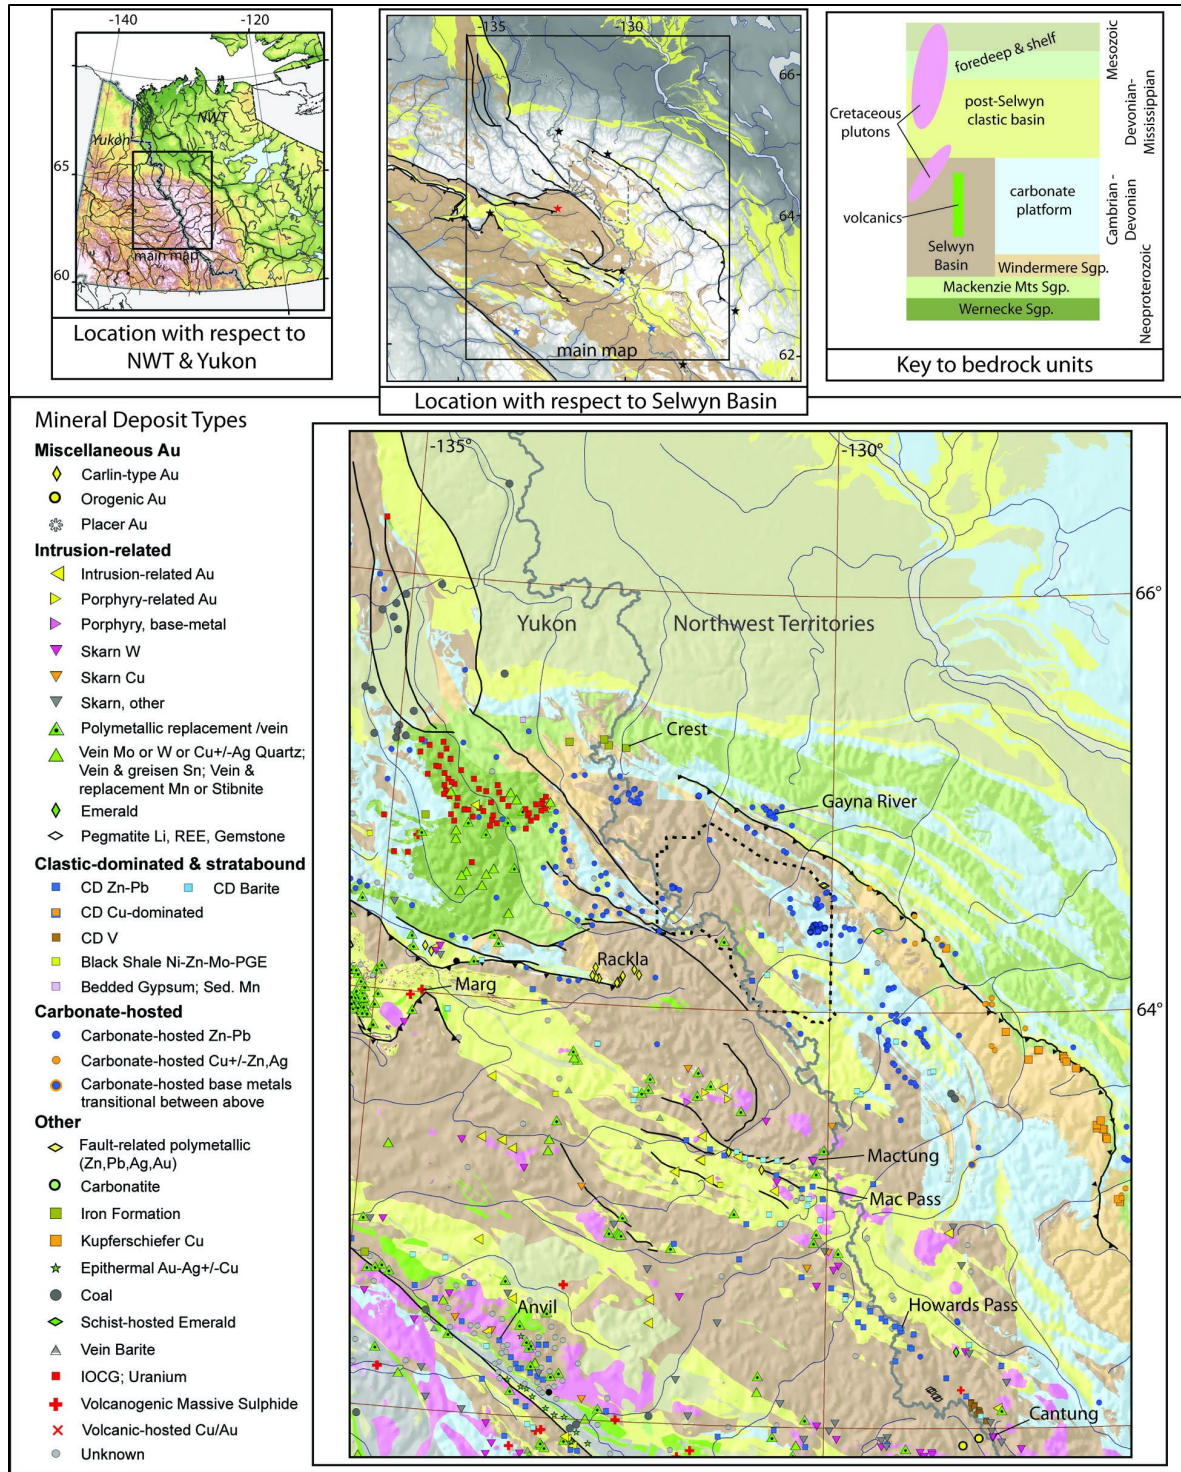 -140
-120
NWT
Yukon
65
main map
60
Location with respect to
NWT & Yukon
-135
-130
66
64
62
main map
Location with respect to Selwyn Basin
foredeep & shelf
Mesozoic
Cretaceous
plutons
post-Selwyn
clastic basin
Devonian-
Mississippian
volcanics
carbonate
platform
Cambrian -
Devonian
Selwyn
Basin
Windermere Sgp.
Mackenzie Mts Sgp.
Wernecke Sgp.
Neoproterozoic
Key to bedrock units
Mineral Deposit Types
Miscellaneous Au
Carlin-type Au
Orogenic Au
Placer Au
Intrusion-related
Intrusion-related Au
Porphyry-related Au
Porphyry, base-metal
Skarn W
Skarn Cu
Skarn, other
Polymetallic replacement /vein
Vein Mo or W or Cu+/-Ag Quartz;
Vein & greisen Sn; Vein &
replacement Mn or Stibnite
Emerald
Pegmatite Li, REE, Gemstone
Clastic-dominated & stratabound
CD Zn-Pb CD Barite
CD Cu-dominated
CD V
Black Shale Ni-Zn-Mo-PGE
Bedded Gypsum; Sed. Mn
Carbonate-hosted
Carbonate-hosted Zn-Pb
Carbonate-hosted Cu+/-Zn,Ag
Carbonate-hosted base metals
transitional between above
Other
Fault-related polymetallic
(Zn,Pb,Ag,Au)
Carbonatite
Iron Formation
Kupferschiefer Cu
Epithermal Au-Ag+/-Cu
Coal
Schist-hosted Emerald
Vein Barite
IOCG; Uranium
Volcanogenic Massive Sulphide
Volcanic-hosted Cu/Au
Unknown
-135°
-130°
66°
Yukon
Northwest Territories
Crest
Gayna River
Rackla
Marg
64°
Mactung
Mac Pass
Howards Pass
Anvil
Cantung